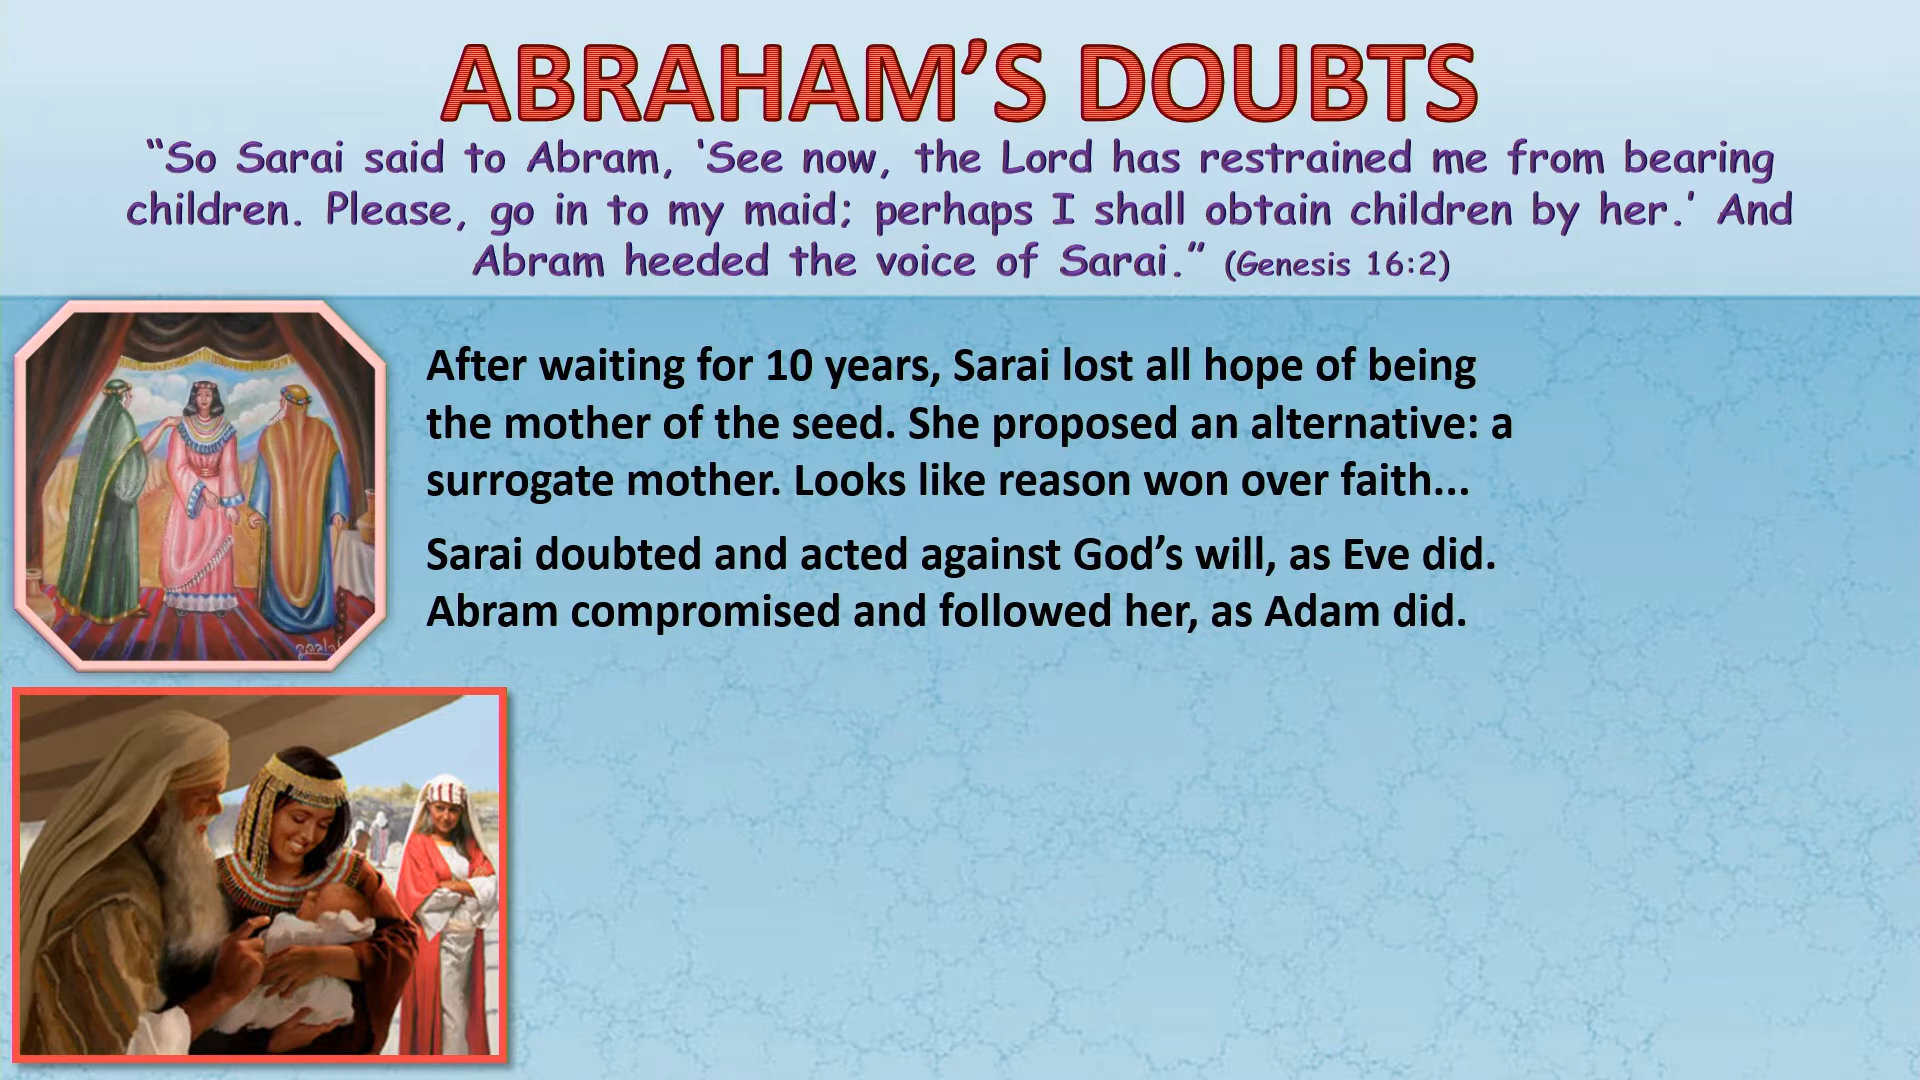 ABRAHAM’S DOUBTS
“So Sarai said to Abram, ‘See now, the Lord has restrained me from bearing
children. Please, go in to my maid; perhaps I shall obtain children by her.’ And
Abram heeded the voice of Sarai.” (Genesis 16:2)
After waiting for 10 years, Sarai lost all hope of being
the mother of the seed. She proposed an alternative: a
surrogate mother. Looks like reason won over faith...
Sarai doubted and acted against God’s will, as Eve did.
Abram compromised and followed her, as Adam did.